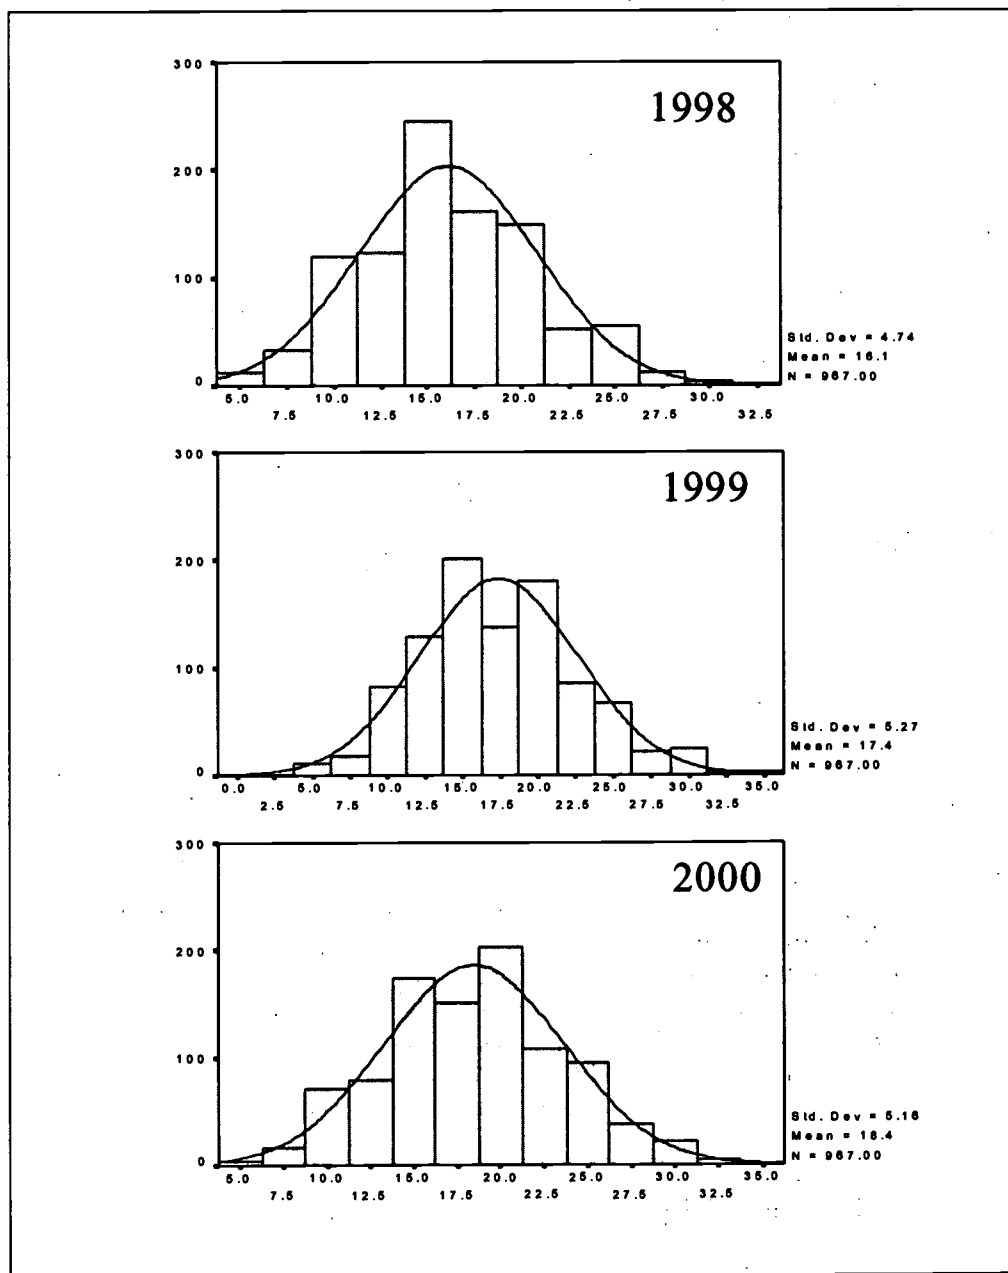 300
1998
200
100
0
5.0 10.0 15.0 20.0 25.0 30.0
7.5 12.5 17.5 22.5 27.5 32.5
Std. Dev = 4.74
Mean = 16.1
N = 967.00
300
1999
200
100
0
0.0 5.0 10.0 15.0 20.0 25.0 30.0 35.0
2.5 7.5 12.5 17.5 22.5 27.5 32.5
Std. Dev = 5.27
Mean = 17.4
N = 967.00
300
2000
200
100
0
5.0 10.0 15.0 20.0 25.0 30.0 35.0
7.5 12.5 17.5 22.5 27.5 32.5
Std. Dev = 5.16
Mean = 18.4
N = 967.00